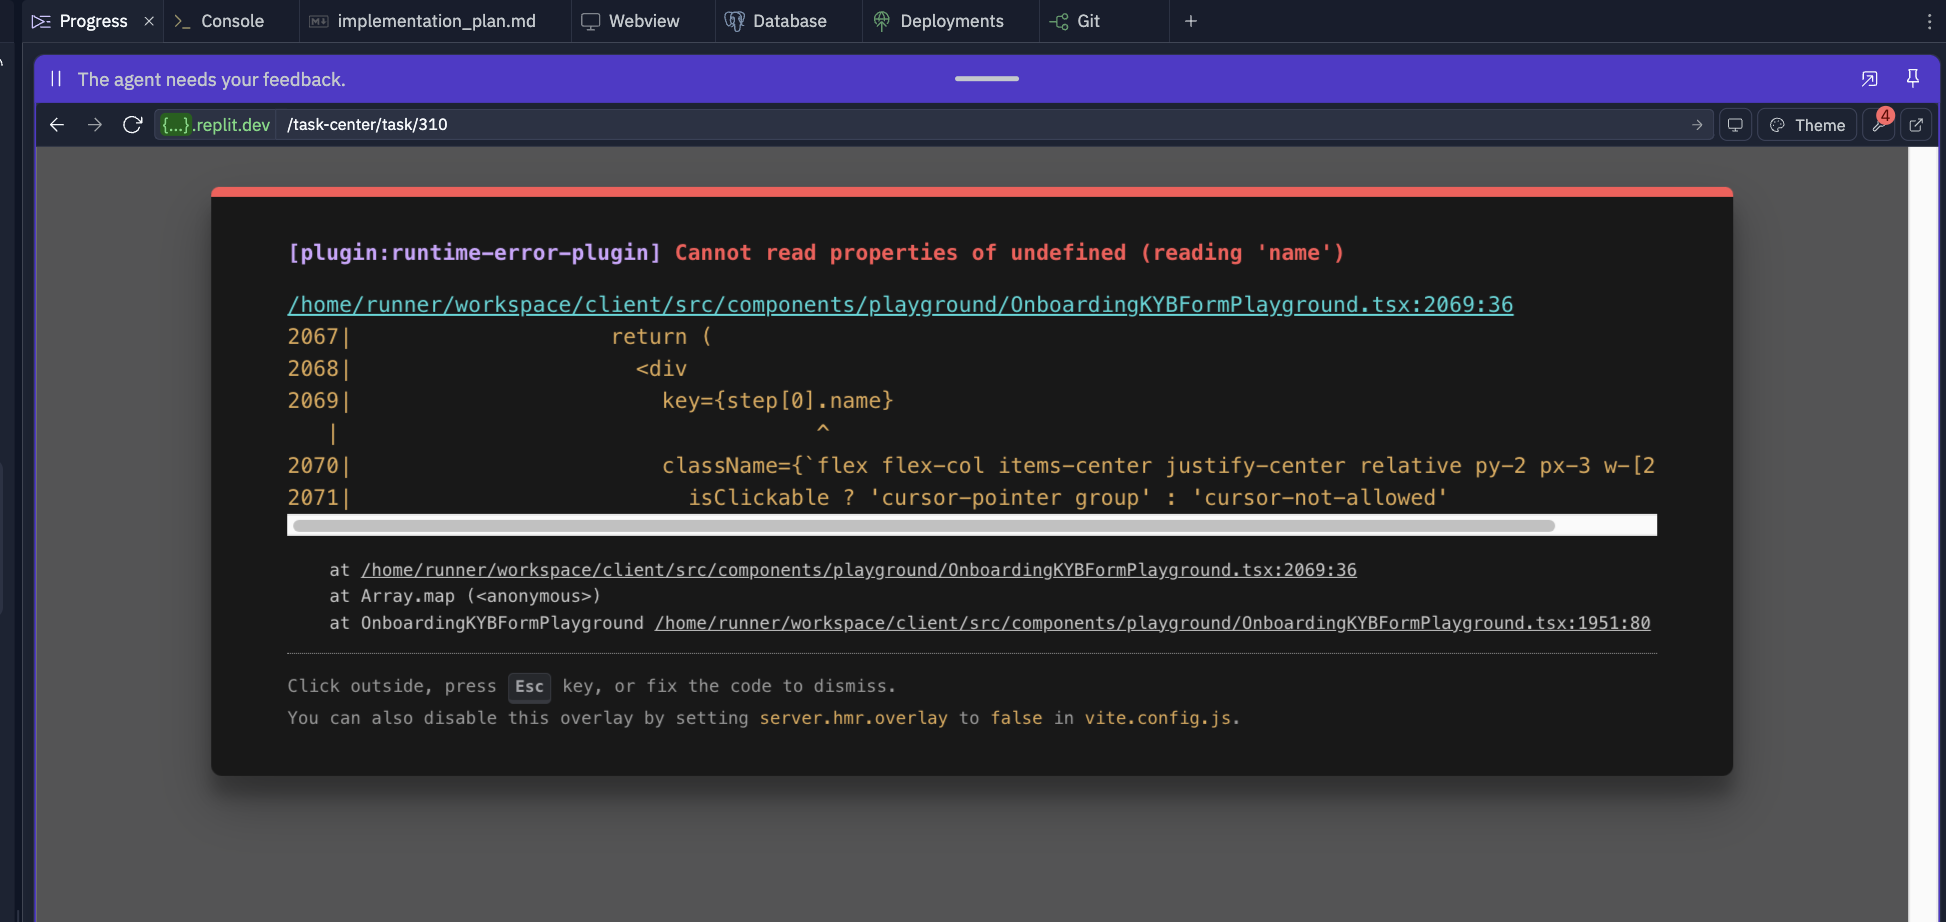 Progress × Console implementation_plan.md Webview Database Deployments Git +
The agent needs your feedback.
{...}.replit.dev /task-center/task/310 Theme 4
[plugin:runtime-error-plugin] Cannot read properties of undefined (reading 'name')
/home/runner/workspace/client/src/components/playground/OnboardingKYBFormPlayground.tsx:2069:36
2067| return (
2068| <div
2069| key={step[0].name}
| ^
2070| className={`flex flex-col items-center justify-center relative py-2 px-3 w-[2
2071| isClickable ? 'cursor-pointer group' : 'cursor-not-allowed'
at /home/runner/workspace/client/src/components/playground/OnboardingKYBFormPlayground.tsx:2069:36
at Array.map (<anonymous>)
at OnboardingKYBFormPlayground /home/runner/workspace/client/src/components/playground/OnboardingKYBFormPlayground.tsx:1951:80
Click outside, press Esc key, or fix the code to dismiss.
You can also disable this overlay by setting server.hmr.overlay to false in vite.config.js.